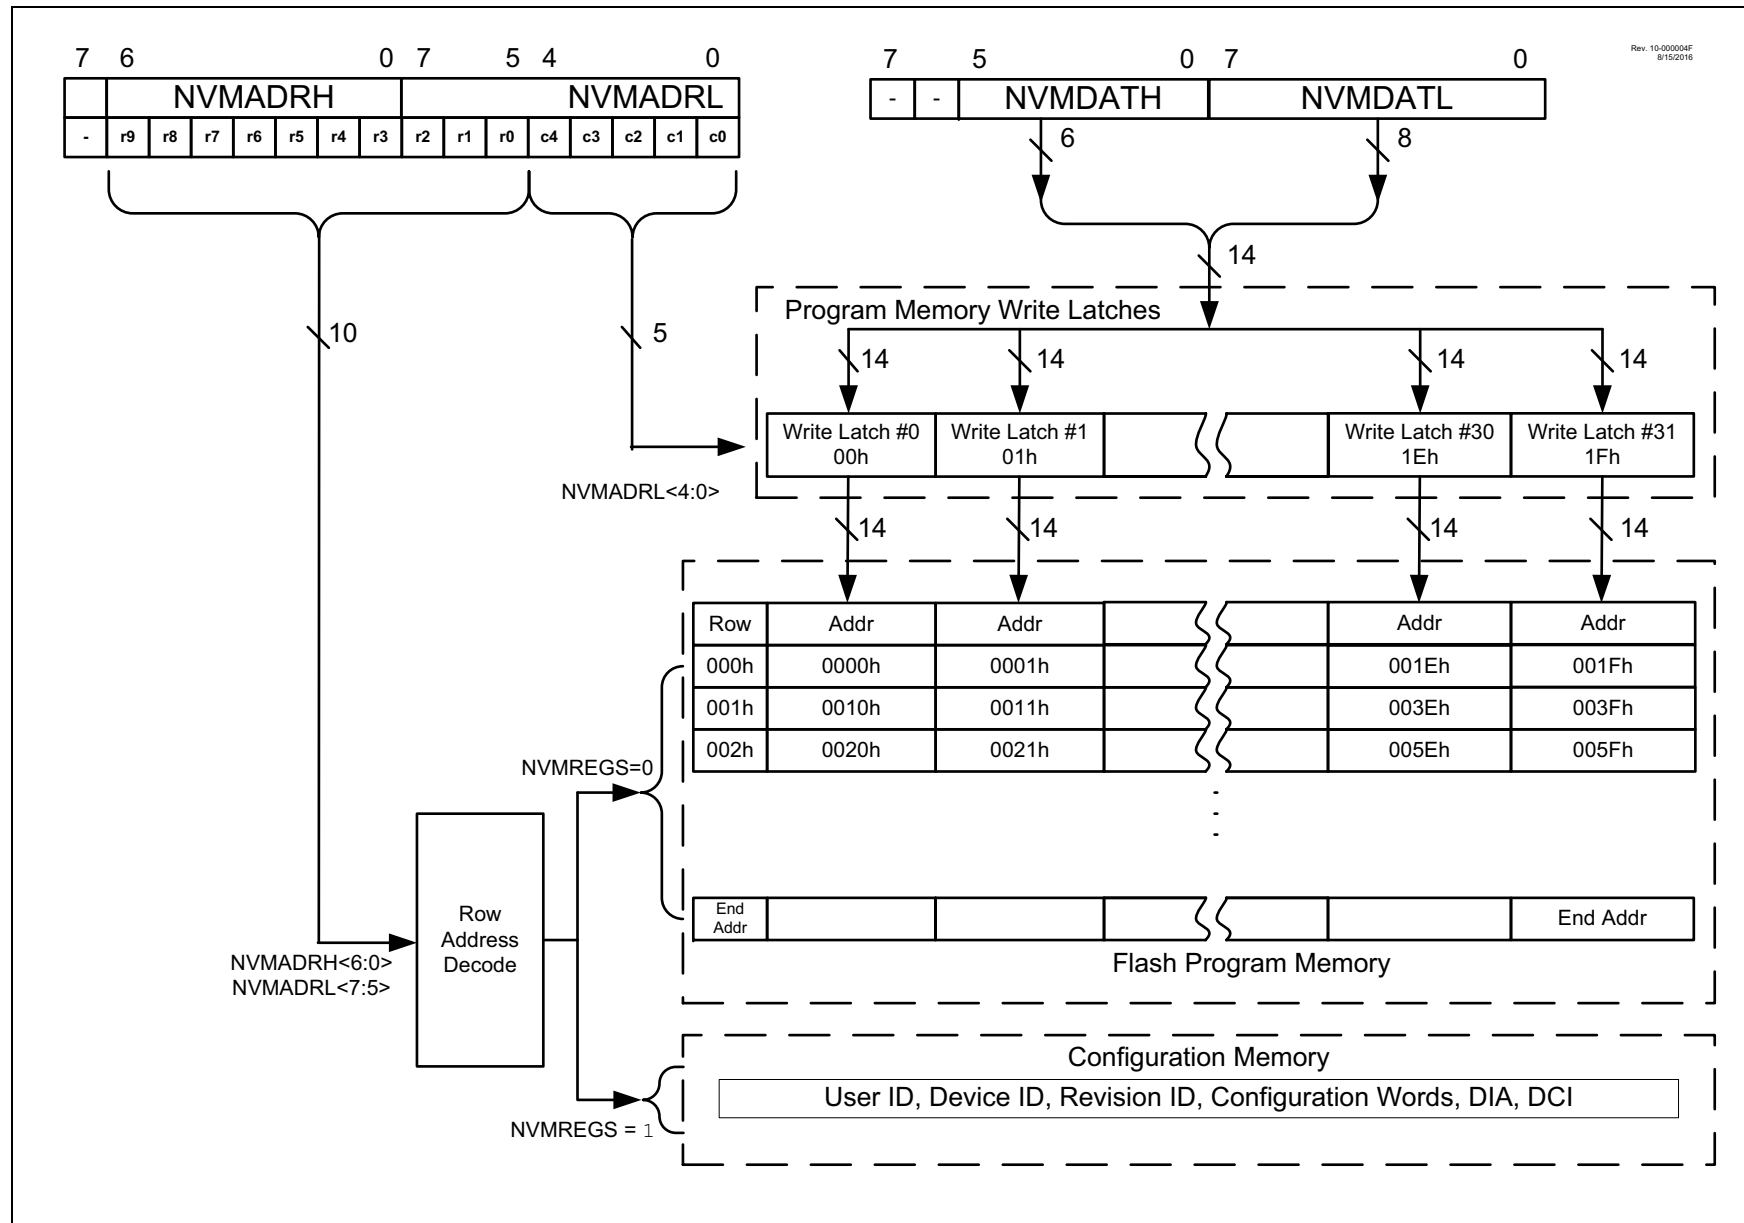 7 6 0 7 5 4 0
7 5 0 7 0
Rev. 10-000004F
8/15/2016
NVMADRH NVMADRL
- - NVMDATH NVMDATL
- r9 r8 r7 r6 r5 r4 r3 r2 r1 r0 c4 c3 c2 c1 c0
6 8
14
10 5
Program Memory Write Latches
14 14 14 14
Write Latch #0
00h
Write Latch #1
01h
Write Latch #30
1Eh
Write Latch #31
1Fh
NVMADRL<4:0>
14 14 14 14
Row Addr Addr Addr Addr
000h 0000h 0001h 001Eh 001Fh
001h 0010h 0011h 003Eh 003Fh
002h 0020h 0021h 005Eh 005Fh
NVMREGS=0
End
Addr
End Addr
Flash Program Memory
Row
Address
Decode
NVMADRH<6:0>
NVMADRL<7:5>
Configuration Memory
User ID, Device ID, Revision ID, Configuration Words, DIA, DCI
NVMREGS = 1